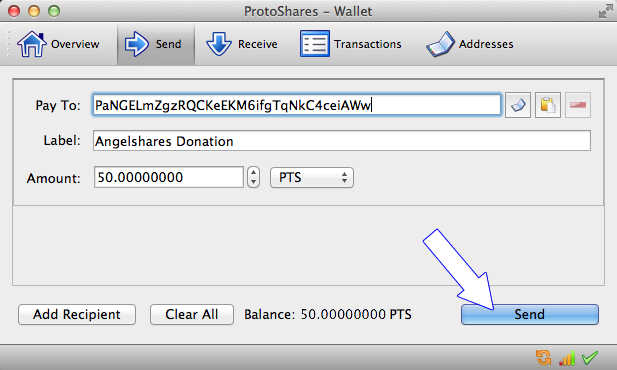 ProtoShares – Wallet
Overview Send Receive Transactions Addresses
Pay To: PaNGELmZgzRQCKeEKM6ifgTqNkC4ceiAWw
Label: Angelshares Donation
Amount: 50.00000000 PTS
Add Recipient Clear All Balance: 50.00000000 PTS Send